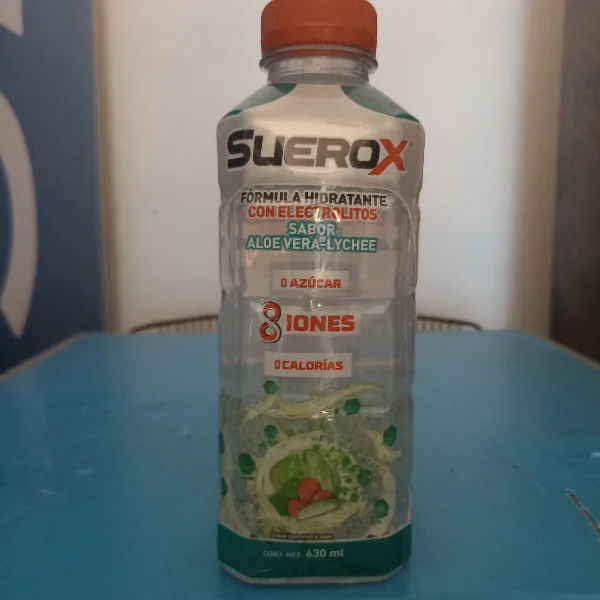 SUEROX
FÓRMULA HIDRATANTE
CON ELECTROLITOS
SABOR
ALOE VERA-LYCHEE
0 AZÚCAR
8 IONES
0 CALORÍAS
CONT. NET. 630 ml